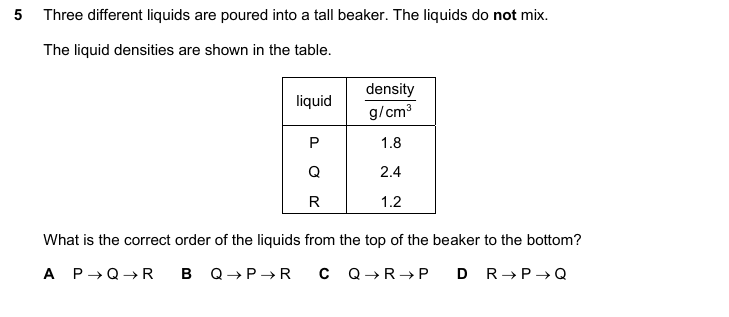 5 Three different liquids are poured into a tall beaker. The liquids do not mix.
The liquid densities are shown in the table.
liquid density
g/cm³
P 1.8
Q 2.4
R 1.2
What is the correct order of the liquids from the top of the beaker to the bottom?
A P → Q → R B Q → P → R C Q → R → P D R → P → Q